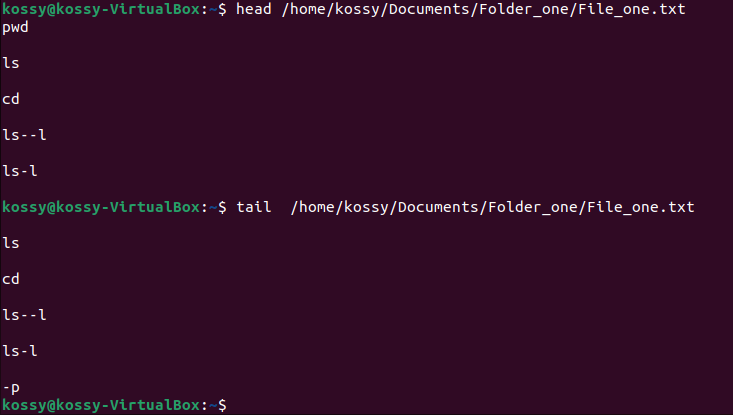 kossy@kossy-VirtualBox:~$ head /home/kossy/Documents/Folder_one/File_one.txt
pwd
ls
cd
ls--l
ls-l
kossy@kossy-VirtualBox:~$ tail  /home/kossy/Documents/Folder_one/File_one.txt
ls
cd
ls--l
ls-l
-p
kossy@kossy-VirtualBox:~$